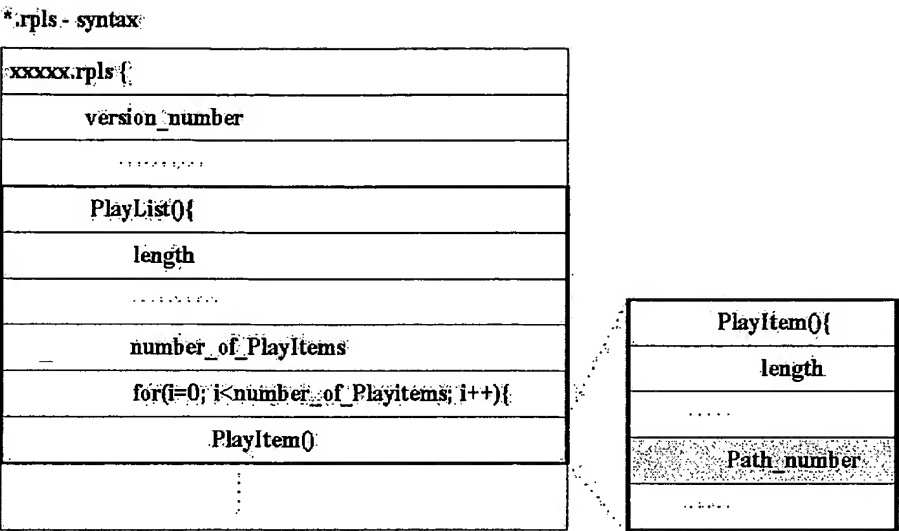 *.rpls - syntax
xxxxx.rpls {
version_number
.........
PlayList(){
length
.........
number_of_PlayItems
for(i=0; i<number_of_Playitems; i++){
PlayItem()
PlayItem(){
length
.....
Path_number
.....